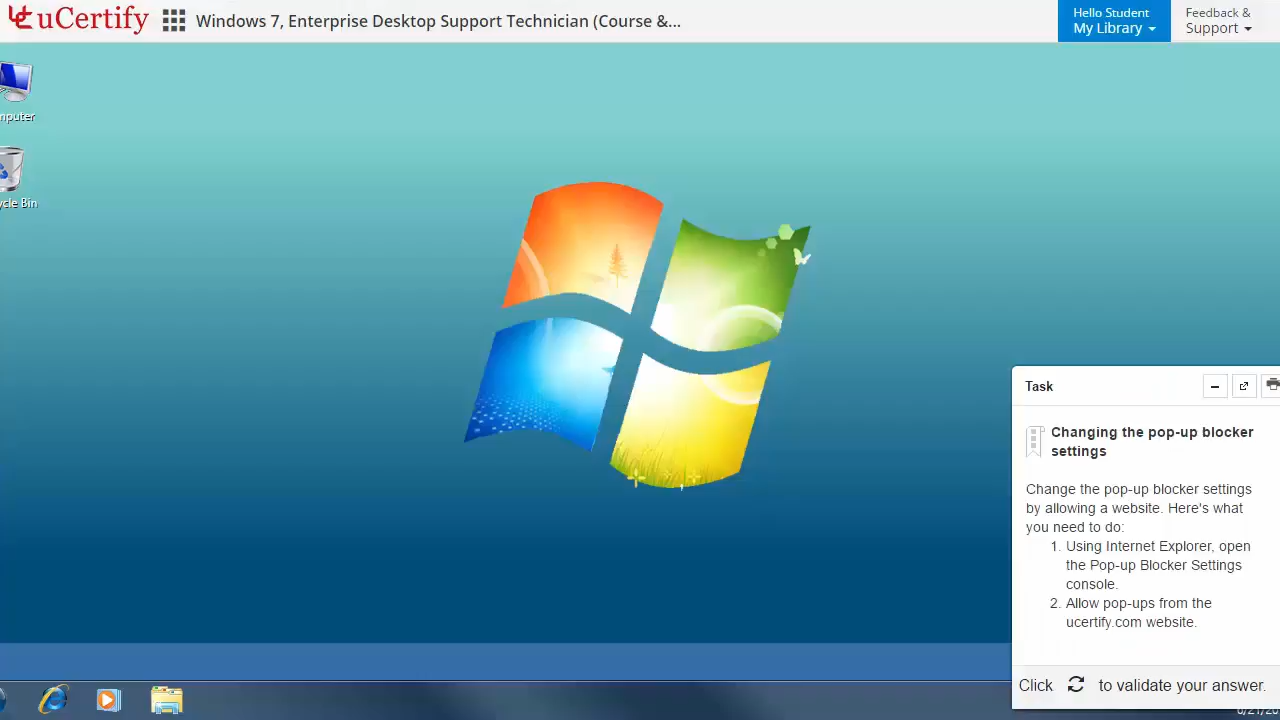 uCertify
Windows 7, Enterprise Desktop Support Technician (Course &...
Hello Student
My Library
Feedback &
Support
mputer
ycle Bin
Task
Changing the pop-up blocker
settings
Change the pop-up blocker settings
by allowing a website. Here's what
you need to do:
1. Using Internet Explorer, open
the Pop-up Blocker Settings
console.
2. Allow pop-ups from the
ucertify.com website.
Click to validate your answer.